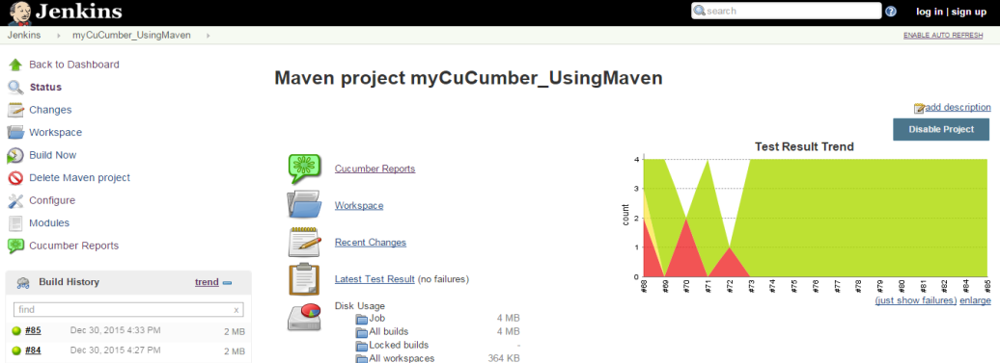 Jenkins
search
log in | sign up
Jenkins myCuCumber_UsingMaven
ENABLE AUTO REFRESH
Back to Dashboard
Status
Changes
Workspace
Build Now
Delete Maven project
Configure
Modules
Cucumber Reports
Build History trend
find x
#85 Dec 30, 2015 4:33 PM 2 MB
#84 Dec 30, 2015 4:27 PM 2 MB
Maven project myCuCumber_UsingMaven
add description
Disable Project
Cucumber Reports
Workspace
Recent Changes
Latest Test Result (no failures)
Disk Usage
Job 4 MB
All builds 4 MB
Locked builds -
All workspaces 364 KB
Test Result Trend
count
4
3
2
1
0
#68 #69 #70 #71 #72 #73 #74 #75 #76 #77 #78 #79 #80 #81 #82 #83 #84 #85
(just show failures) enlarge